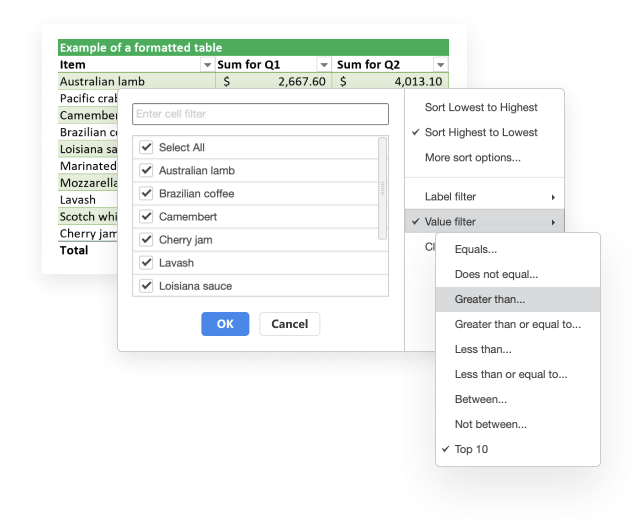 Example of a formatted table
Item Sum for Q1 Sum for Q2
Australian lamb $ 2,667.60 $ 4,013.10
Pacific crab
Camember
Brazilian co
Loisiana sa
Marinated
Mozzarella
Lavash
Scotch whi
Cherry jam
Total
Enter cell filter
Select All
Australian lamb
Brazilian coffee
Camembert
Cherry jam
Lavash
Loisiana sauce
OK Cancel
Sort Lowest to Highest
Sort Highest to Lowest
More sort options...
Label filter
Value filter
Cl
Equals...
Does not equal...
Greater than...
Greater than or equal to...
Less than...
Less than or equal to...
Between...
Not between...
Top 10